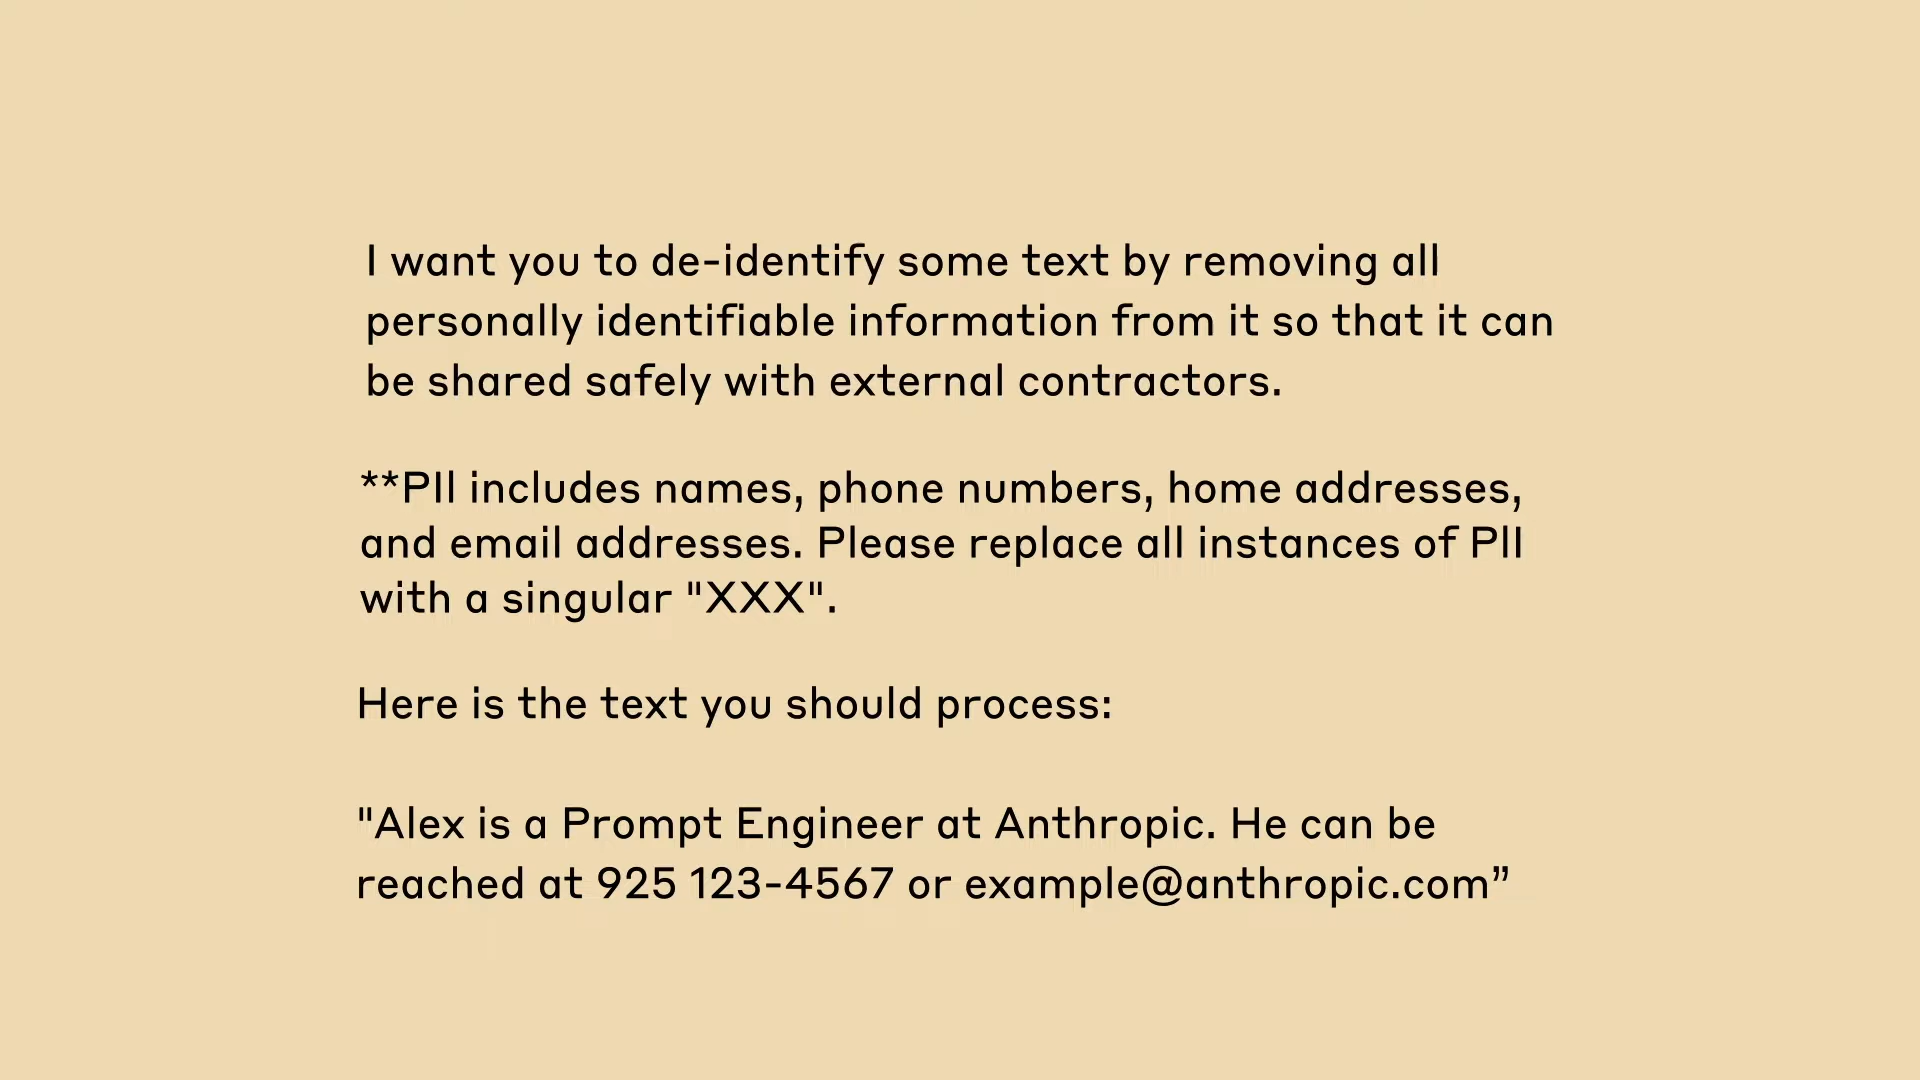 I want you to de-identify some text by removing all
personally identifiable information from it so that it can
be shared safely with external contractors.
**PII includes names, phone numbers, home addresses,
and email addresses. Please replace all instances of PII
with a singular "XXX".
Here is the text you should process:
"Alex is a Prompt Engineer at Anthropic. He can be
reached at 925 123-4567 or example@anthropic.com”